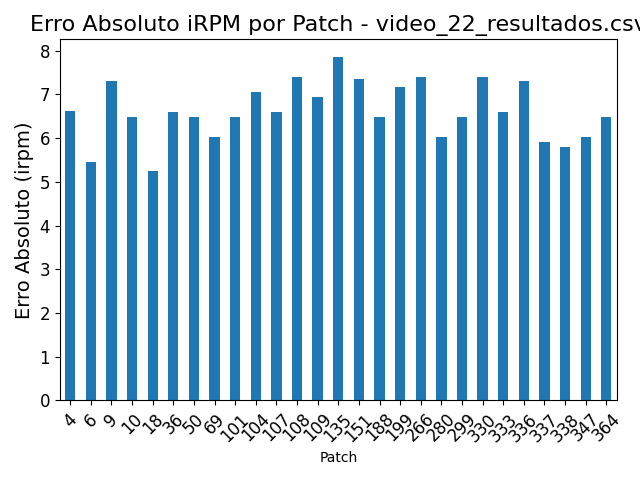 Erro Absoluto iRPM por Patch - video_22_resultados.csv
Erro Absoluto (irpm)
8
7
6
5
4
3
2
1
0
4 6 9 10 18 36 50 69 101 104 107 108 109 135 151 188 199 266 280 299 330 333 336 337 338 347 364
Patch